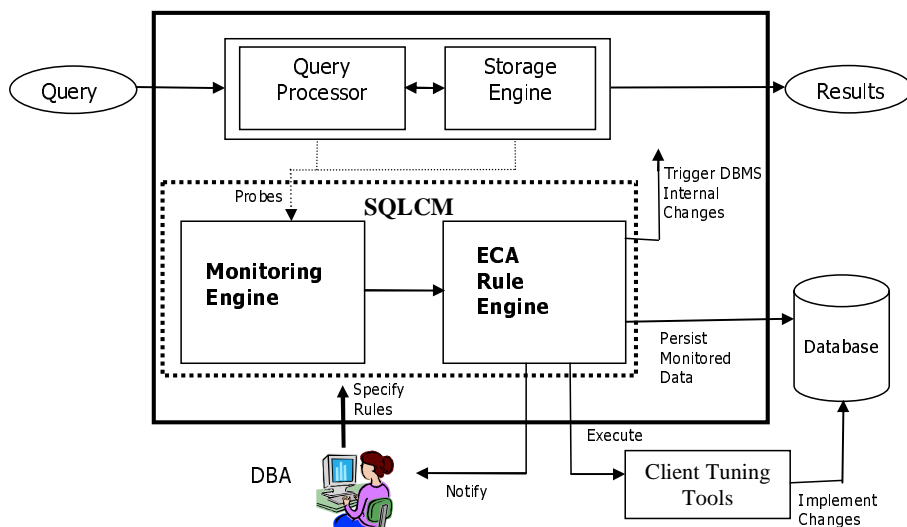 Query
Query
Processor
Storage
Engine
Results
Trigger DBMS
Internal
Changes
Probes
SQLCM
Monitoring
Engine
ECA
Rule
Engine
Persist
Monitored
Data
Database
Specify
Rules
Execute
DBA
Notify
Client Tuning
Tools
Implement
Changes